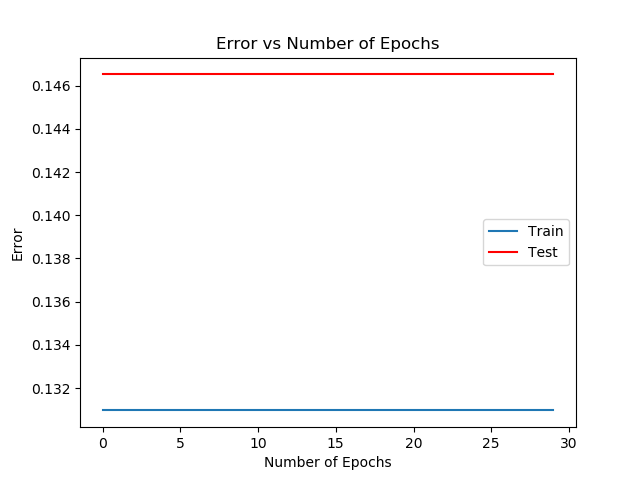 Error vs Number of Epochs
0.146
0.144
0.142
0.140
0.138
0.136
0.134
0.132
Error
Train
Test
0 5 10 15 20 25 30
Number of Epochs